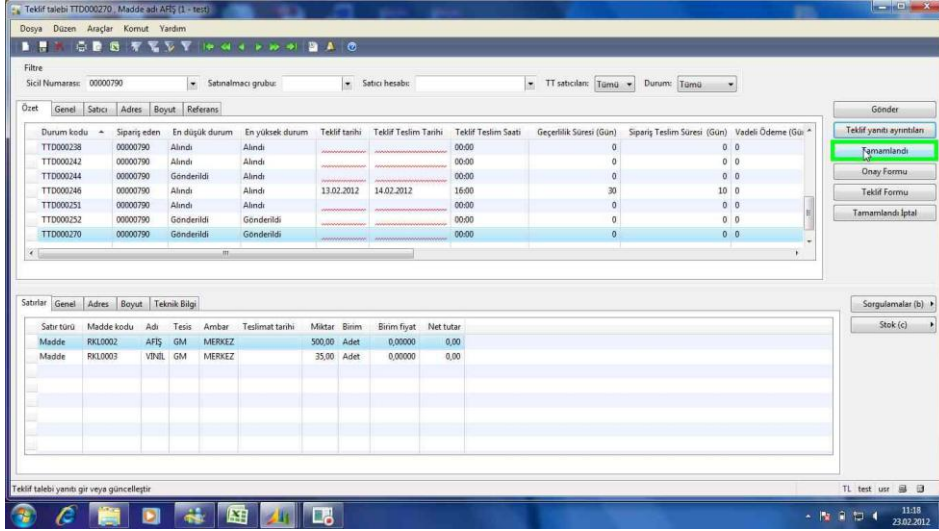 Teklif talebi TTD000270 , Madde adı AFİŞ (1 - test)
Dosya Düzen Araçlar Komut Yardım
Filtre
Sicil Numarası: 00000790 Satınalmacı grubu: Satıcı hesabı: TT satıcıları: Tümü Durum: Tümü
Özet Genel Satıcı Adres Boyut Referans
Gönder
Durum kodu Sipariş eden En düşük durum En yüksek durum Teklif tarihi Teklif Teslim Tarihi Teklif Teslim Saati Geçerlilik Süresi (Gün) Sipariş Teslim Süresi (Gün) Vadeli Ödeme (Gü
Teklif yanıtı ayrıntıları
TTD000238 00000790 Alındı Alındı 00:00 0 0 0
Tamamlandı
TTD000242 00000790 Alındı Alındı 00:00 0 0 0
TTD000244 00000790 Gönderildi Alındı 00:00 0 0 0
Onay Formu
TTD000246 00000790 Alındı Alındı 13.02.2012 14.02.2012 16:00 30 10 0
Teklif Formu
TTD000251 00000790 Alındı Alındı 00:00 0 0 0
TTD000252 00000790 Gönderildi Gönderildi 00:00 0 0 0
Tamamlandı İptal
TTD000270 00000790 Gönderildi Gönderildi 00:00 0 0 0
Satırlar Genel Adres Boyut Teknik Bilgi
Sorgulamalar (b)
Satır türü Madde kodu Adı Tesis Ambar Teslimat tarihi Miktar Birim Birim fiyat Net tutar
Stok (c)
Madde RKL0002 AFİŞ GM MERKEZ 500,00 Adet 0,00000 0,00
Madde RKL0003 VİNİL GM MERKEZ 35,00 Adet 0,00000 0,00
Teklif talebi yanıtı gir veya güncelleştir
TL test usr
11:18
23.02.2012